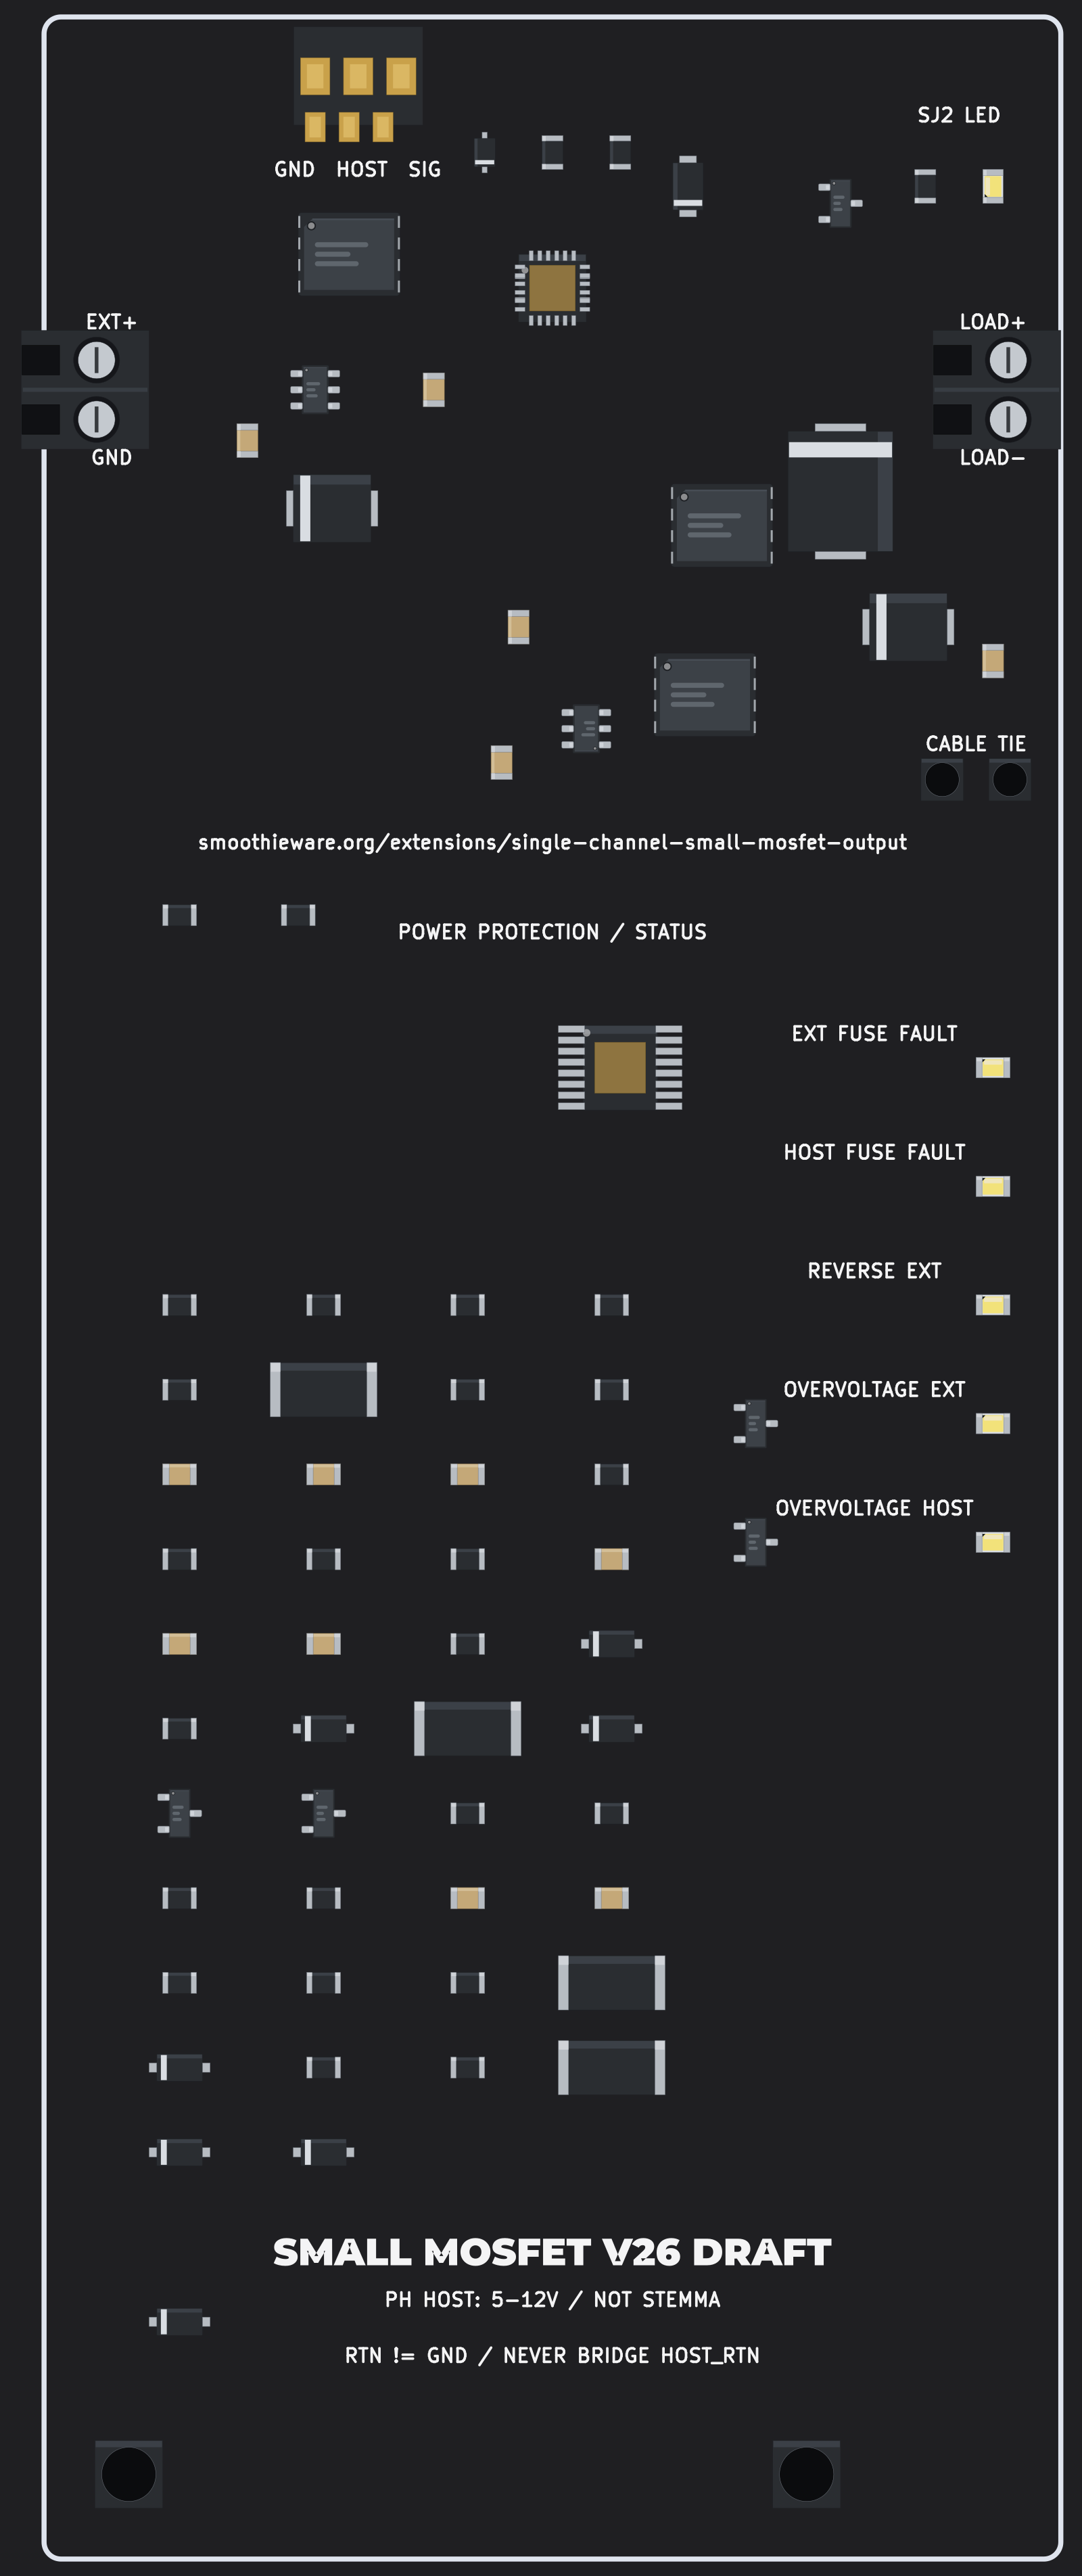 SJ2 LED
GND HOST SIG
EXT+
LOAD+
GND
LOAD-
CABLE TIE
smoothieware.org/extensions/single-channel-small-mosfet-output
POWER PROTECTION / STATUS
EXT FUSE FAULT
HOST FUSE FAULT
REVERSE EXT
OVERVOLTAGE EXT
OVERVOLTAGE HOST
SMALL MOSFET V26 DRAFT
PH HOST: 5-12V / NOT STEMMA
RTN != GND / NEVER BRIDGE HOST_RTN